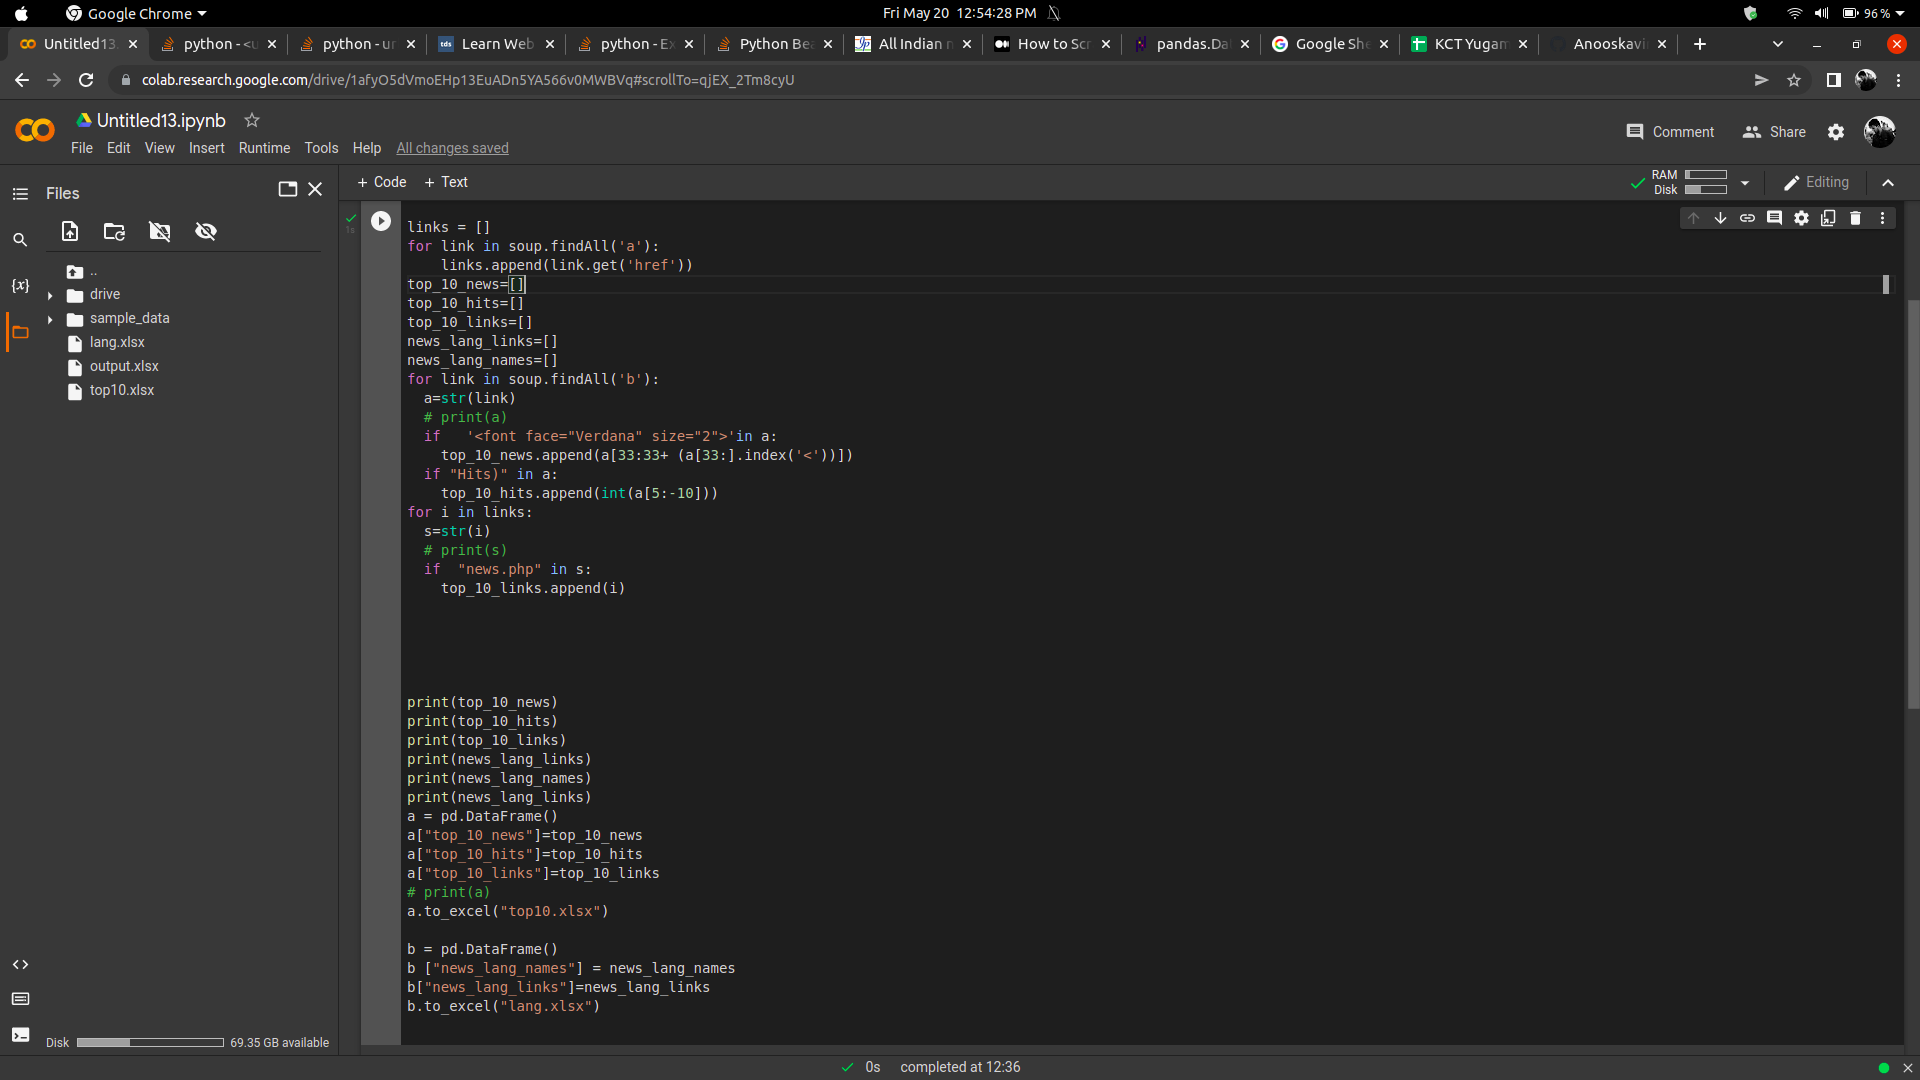 Google Chrome
Fri May 20 12:54:28 PM
96 %
Untitled13.
python - <u
python - ur
tds Learn Web
python - Ex
Python Bea
All Indian n
How to Scr
pandas.Dat
Google She
KCT Yugam
Anooskavi
colab.research.google.com/drive/1afyO5dVmoEHp13EuADn5YA566v0MWBVq#scrollTo=qjEX_2Tm8cyU
Untitled13.ipynb
Comment
Share
File Edit View Insert Runtime Tools Help All changes saved
Files
+ Code + Text
RAM
Disk
Editing
..
drive
sample_data
lang.xlsx
output.xlsx
top10.xlsx
{x}
1s
links = []
for link in soup.findAll('a'):
    links.append(link.get('href'))
top_10_news=[]
top_10_hits=[]
top_10_links=[]
news_lang_links=[]
news_lang_names=[]
for link in soup.findAll('b'):
  a=str(link)
  # print(a)
  if   '<font face="Verdana" size="2">'in a:
    top_10_news.append(a[33:33+ (a[33:].index('<'))])
  if "Hits)" in a:
    top_10_hits.append(int(a[5:-10]))
for i in links:
  s=str(i)
  # print(s)
  if  "news.php" in s:
    top_10_links.append(i)
print(top_10_news)
print(top_10_hits)
print(top_10_links)
print(news_lang_links)
print(news_lang_names)
print(news_lang_links)
a = pd.DataFrame()
a["top_10_news"]=top_10_news
a["top_10_hits"]=top_10_hits
a["top_10_links"]=top_10_links
# print(a)
a.to_excel("top10.xlsx")
b = pd.DataFrame()
b ["news_lang_names"] = news_lang_names
b["news_lang_links"]=news_lang_links
b.to_excel("lang.xlsx")
Disk
69.35 GB available
0s completed at 12:36